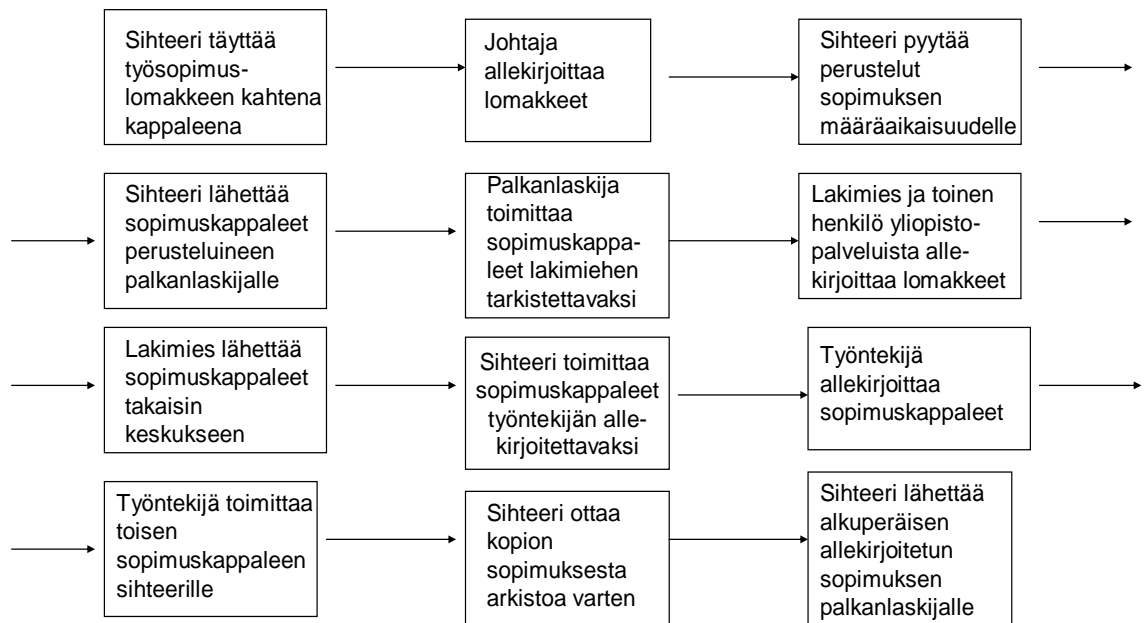 Sihteeri täyttää
työsopimus-
lomakkeen kahtena
kappaleena
Johtaja
allekirjoittaa
lomakkeet
Sihteeri pyytää
perustelut
sopimuksen
määräaikaisuudelle
Sihteeri lähettää
sopimuskappaleet
perusteluineen
palkanlaskijalle
Palkanlaskija
toimittaa
sopimuskappa-
leet lakimiehen
tarkistettavaksi
Lakimies ja toinen
henkilö yliopisto-
palveluista alle-
kirjoittaa lomakkeet
Lakimies lähettää
sopimuskappaleet
takaisin
keskukseen
Sihteeri toimittaa
sopimuskappaleet
työntekijän alle-
kirjoitettavaksi
Työntekijä
allekirjoittaa
sopimuskappaleet
Työntekijä toimittaa
toisen
sopimuskappaleen
sihteerille
Sihteeri ottaa
kopion
sopimuksesta
arkistoa varten
Sihteeri lähettää
alkuperäisen
allekirjoitetun
sopimuksen
palkanlaskijalle